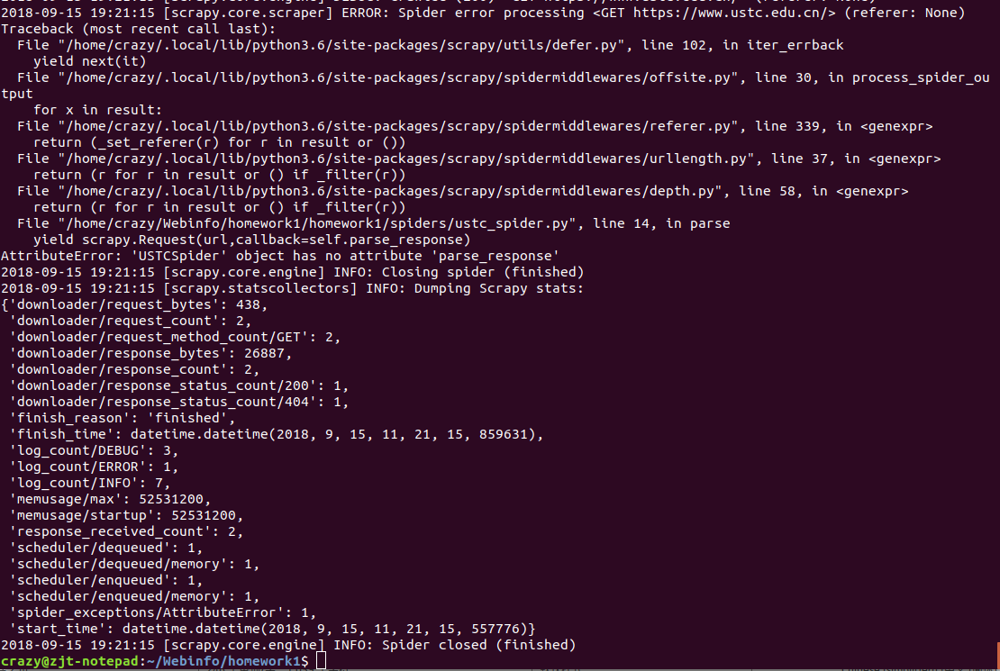 2018-09-15 19:21:15 [scrapy.core.scraper] ERROR: Spider error processing <GET https://www.ustc.edu.cn/> (referer: None)
Traceback (most recent call last):
  File "/home/crazy/.local/lib/python3.6/site-packages/scrapy/utils/defer.py", line 102, in iter_errback
    yield next(it)
  File "/home/crazy/.local/lib/python3.6/site-packages/scrapy/spidermiddlewares/offsite.py", line 30, in process_spider_ou
tput
    for x in result:
  File "/home/crazy/.local/lib/python3.6/site-packages/scrapy/spidermiddlewares/referer.py", line 339, in <genexpr>
    return (_set_referer(r) for r in result or ())
  File "/home/crazy/.local/lib/python3.6/site-packages/scrapy/spidermiddlewares/urllength.py", line 37, in <genexpr>
    return (r for r in result or () if _filter(r))
  File "/home/crazy/.local/lib/python3.6/site-packages/scrapy/spidermiddlewares/depth.py", line 58, in <genexpr>
    return (r for r in result or () if _filter(r))
  File "/home/crazy/Webinfo/homework1/homework1/spiders/ustc_spider.py", line 14, in parse
    yield scrapy.Request(url,callback=self.parse_response)
AttributeError: 'USTCSpider' object has no attribute 'parse_response'
2018-09-15 19:21:15 [scrapy.core.engine] INFO: Closing spider (finished)
2018-09-15 19:21:15 [scrapy.statscollectors] INFO: Dumping Scrapy stats:
{'downloader/request_bytes': 438,
 'downloader/request_count': 2,
 'downloader/request_method_count/GET': 2,
 'downloader/response_bytes': 26887,
 'downloader/response_count': 2,
 'downloader/response_status_count/200': 1,
 'downloader/response_status_count/404': 1,
 'finish_reason': 'finished',
 'finish_time': datetime.datetime(2018, 9, 15, 11, 21, 15, 859631),
 'log_count/DEBUG': 3,
 'log_count/ERROR': 1,
 'log_count/INFO': 7,
 'memusage/max': 52531200,
 'memusage/startup': 52531200,
 'response_received_count': 2,
 'scheduler/dequeued': 1,
 'scheduler/dequeued/memory': 1,
 'scheduler/enqueued': 1,
 'scheduler/enqueued/memory': 1,
 'spider_exceptions/AttributeError': 1,
 'start_time': datetime.datetime(2018, 9, 15, 11, 21, 15, 557776)}
2018-09-15 19:21:15 [scrapy.core.engine] INFO: Spider closed (finished)
crazy@zjt-notepad:~/Webinfo/homework1$